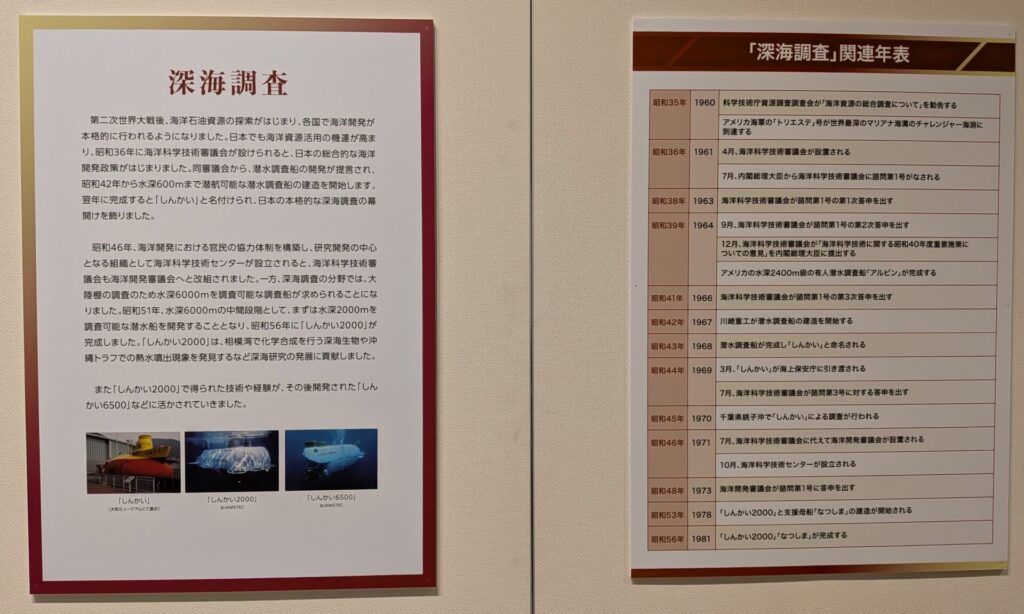 深海調査
第二次世界大戦後、海洋石油資源の探索がはじまり、各国で海洋開発が
本格的に行われるようになりました。日本でも海洋資源活用の機運が高ま
り、昭和36年に海洋科学技術審議会が設けられると、日本の総合的な海洋
開発政策がはじまりました。同審議会から、潜水調査船の開発が提言され、
昭和42年から水深600mまで潜航可能な潜水調査船の建造を開始します。
翌年に完成すると「しんかい」と名付けられ、日本の本格的な深海調査の幕
開けを飾りました。
昭和46年、海洋開発における官民の協力体制を構築し、研究開発の中心
となる組織として海洋科学技術センターが設立されると、海洋科学技術審
議会も海洋開発審議会へと改組されました。一方、深海調査の分野では、大
陸棚の調査のため水深6000mを調査可能な調査船が求められることにな
りました。昭和51年、水深6000mの中間段階として、まずは水深2000mを
調査可能な潜水船を開発することとなり、昭和56年に「しんかい2000」が
完成しました。「しんかい2000」は、相模湾で化学合成を行う深海生物や沖
縄トラフでの熱水噴出現象を発見するなど深海研究の発展に貢献しました。
また「しんかい2000」で得られた技術や経験が、その後開発された「しん
かい6500」などに活かされていきました。
「しんかい」
(大和ミュージアムにて展示)
「しんかい2000」
©JAMSTEC
「しんかい6500」
©JAMSTEC
「深海調査」関連年表
昭和35年 1960 科学技術庁資源調査調査会が「海洋資源の総合調査について」を勧告する
アメリカ海軍の「トリエステ」号が世界最深のマリアナ海溝のチャレンジャー海淵に
到達する
昭和36年 1961 4月、海洋科学技術審議会が設置される
7月、内閣総理大臣から海洋科学技術審議会に諮問第1号がなされる
昭和38年 1963 海洋科学技術審議会が諮問第1号の第1次答申を出す
昭和39年 1964 9月、海洋科学技術審議会が諮問第1号の第2次答申を出す
12月、海洋科学技術審議会が「海洋科学技術に関する昭和40年度重要施策に
ついての意見」を内閣総理大臣に提出する
アメリカの水深2400m級の有人潜水調査船「アルビン」が完成する
昭和41年 1966 海洋科学技術審議会が諮問第1号の第3次答申を出す
昭和42年 1967 川崎重工が潜水調査船の建造を開始する
昭和43年 1968 潜水調査船が完成し「しんかい」と命名される
昭和44年 1969 3月、「しんかい」が海上保安庁に引き渡される
7月、海洋科学技術審議会が諮問第3号に対する答申を出す
昭和45年 1970 千葉県銚子沖で「しんかい」による調査が行われる
昭和46年 1971 7月、海洋科学技術審議会に代えて海洋開発審議会が設置される
10月、海洋科学技術センターが設立される
昭和48年 1973 海洋開発審議会が諮問第1号に答申を出す
昭和53年 1978 「しんかい2000」と支援母船「なつしま」の建造が開始される
昭和56年 1981 「しんかい2000」「なつしま」が完成する